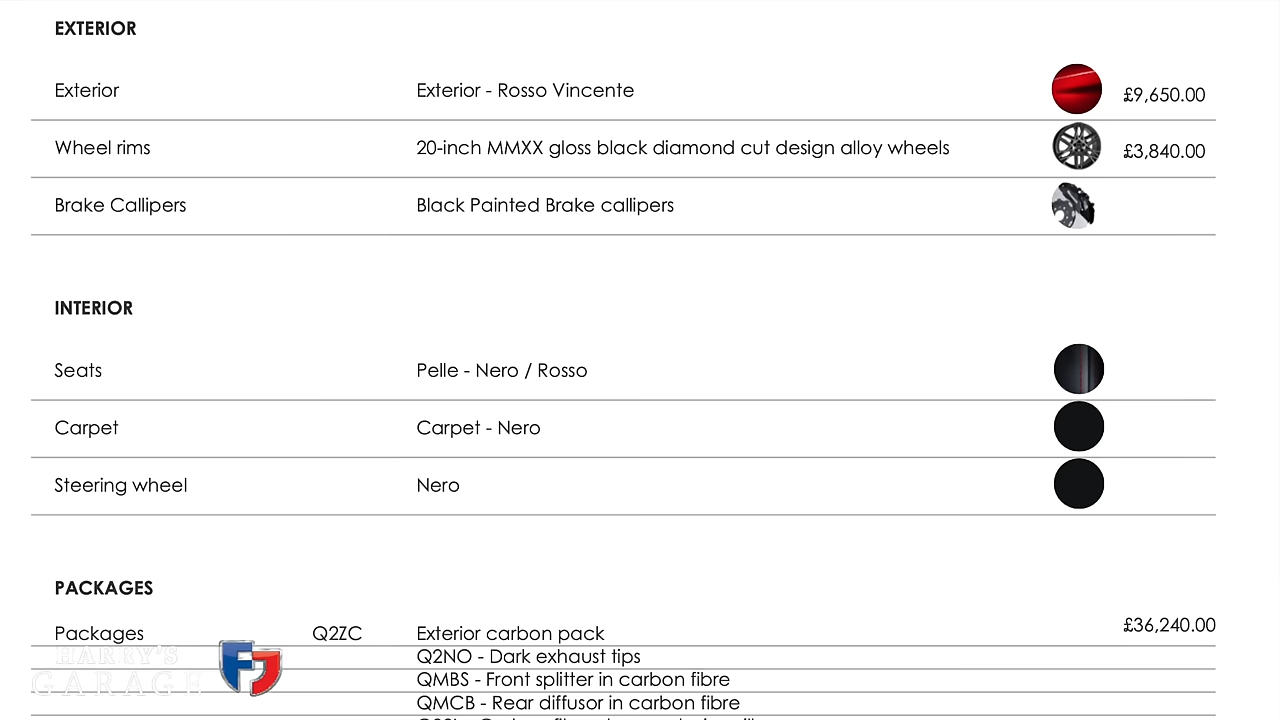 EXTERIOR
Exterior Exterior - Rosso Vincente £9,650.00
Wheel rims 20-inch MMXX gloss black diamond cut design alloy wheels £3,840.00
Brake Callipers Black Painted Brake callipers
INTERIOR
Seats Pelle - Nero / Rosso
Carpet Carpet - Nero
Steering wheel Nero
PACKAGES
Packages Q2ZC Exterior carbon pack £36,240.00
HARRY'S
Q2NO - Dark exhaust tips
GARAGE
QMBS - Front splitter in carbon fibre
QMCB - Rear diffusor in carbon fibre